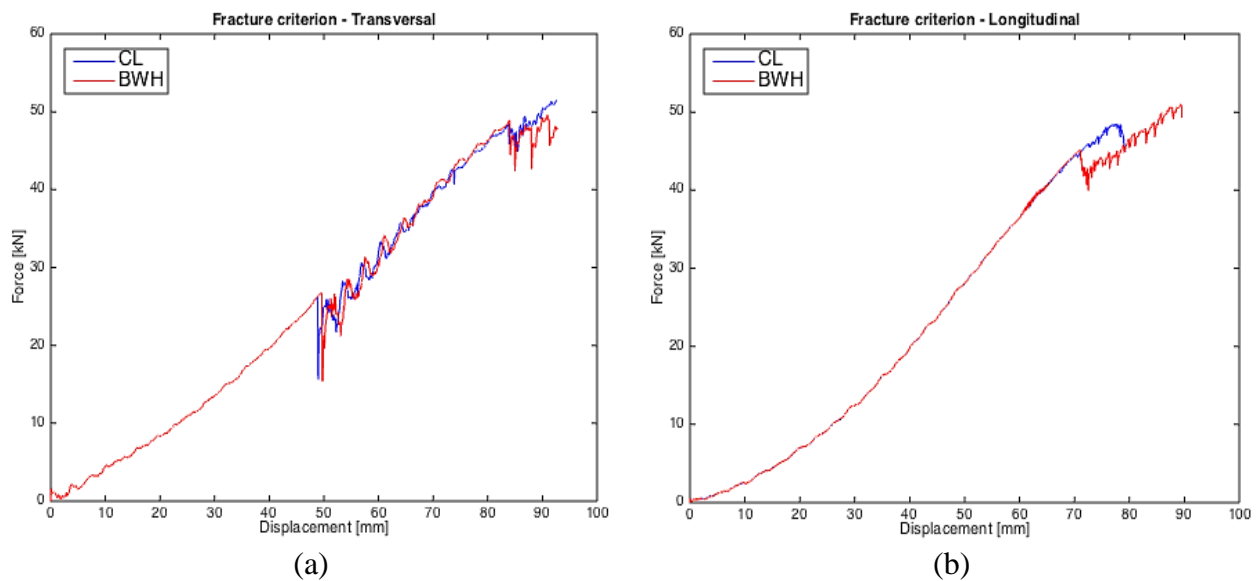 Fracture criterion - Transversal
60
50
40
30
20
10
0
Force [kN]
CL
BWH
0 10 20 30 40 50 60 70 80 90 100
Displacement [mm]
(a)
Fracture criterion - Longitudinal
60
50
40
30
20
10
0
Force [kN]
CL
BWH
0 10 20 30 40 50 60 70 80 90 100
Displacement [mm]
(b)